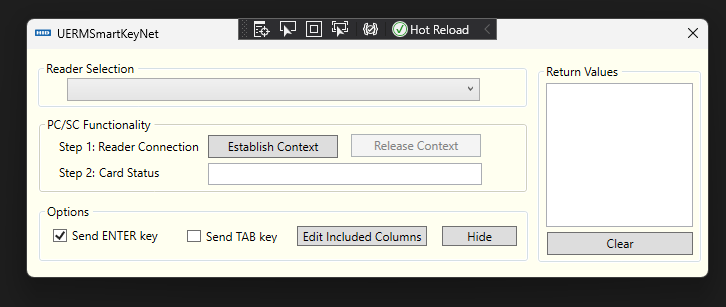 Hot Reload
UERMSmartKeyNet
Reader Selection
PC/SC Functionality
Step 1: Reader Connection
Establish Context
Release Context
Step 2: Card Status
Options
Send ENTER key
Send TAB key
Edit Included Columns
Hide
Return Values
Clear